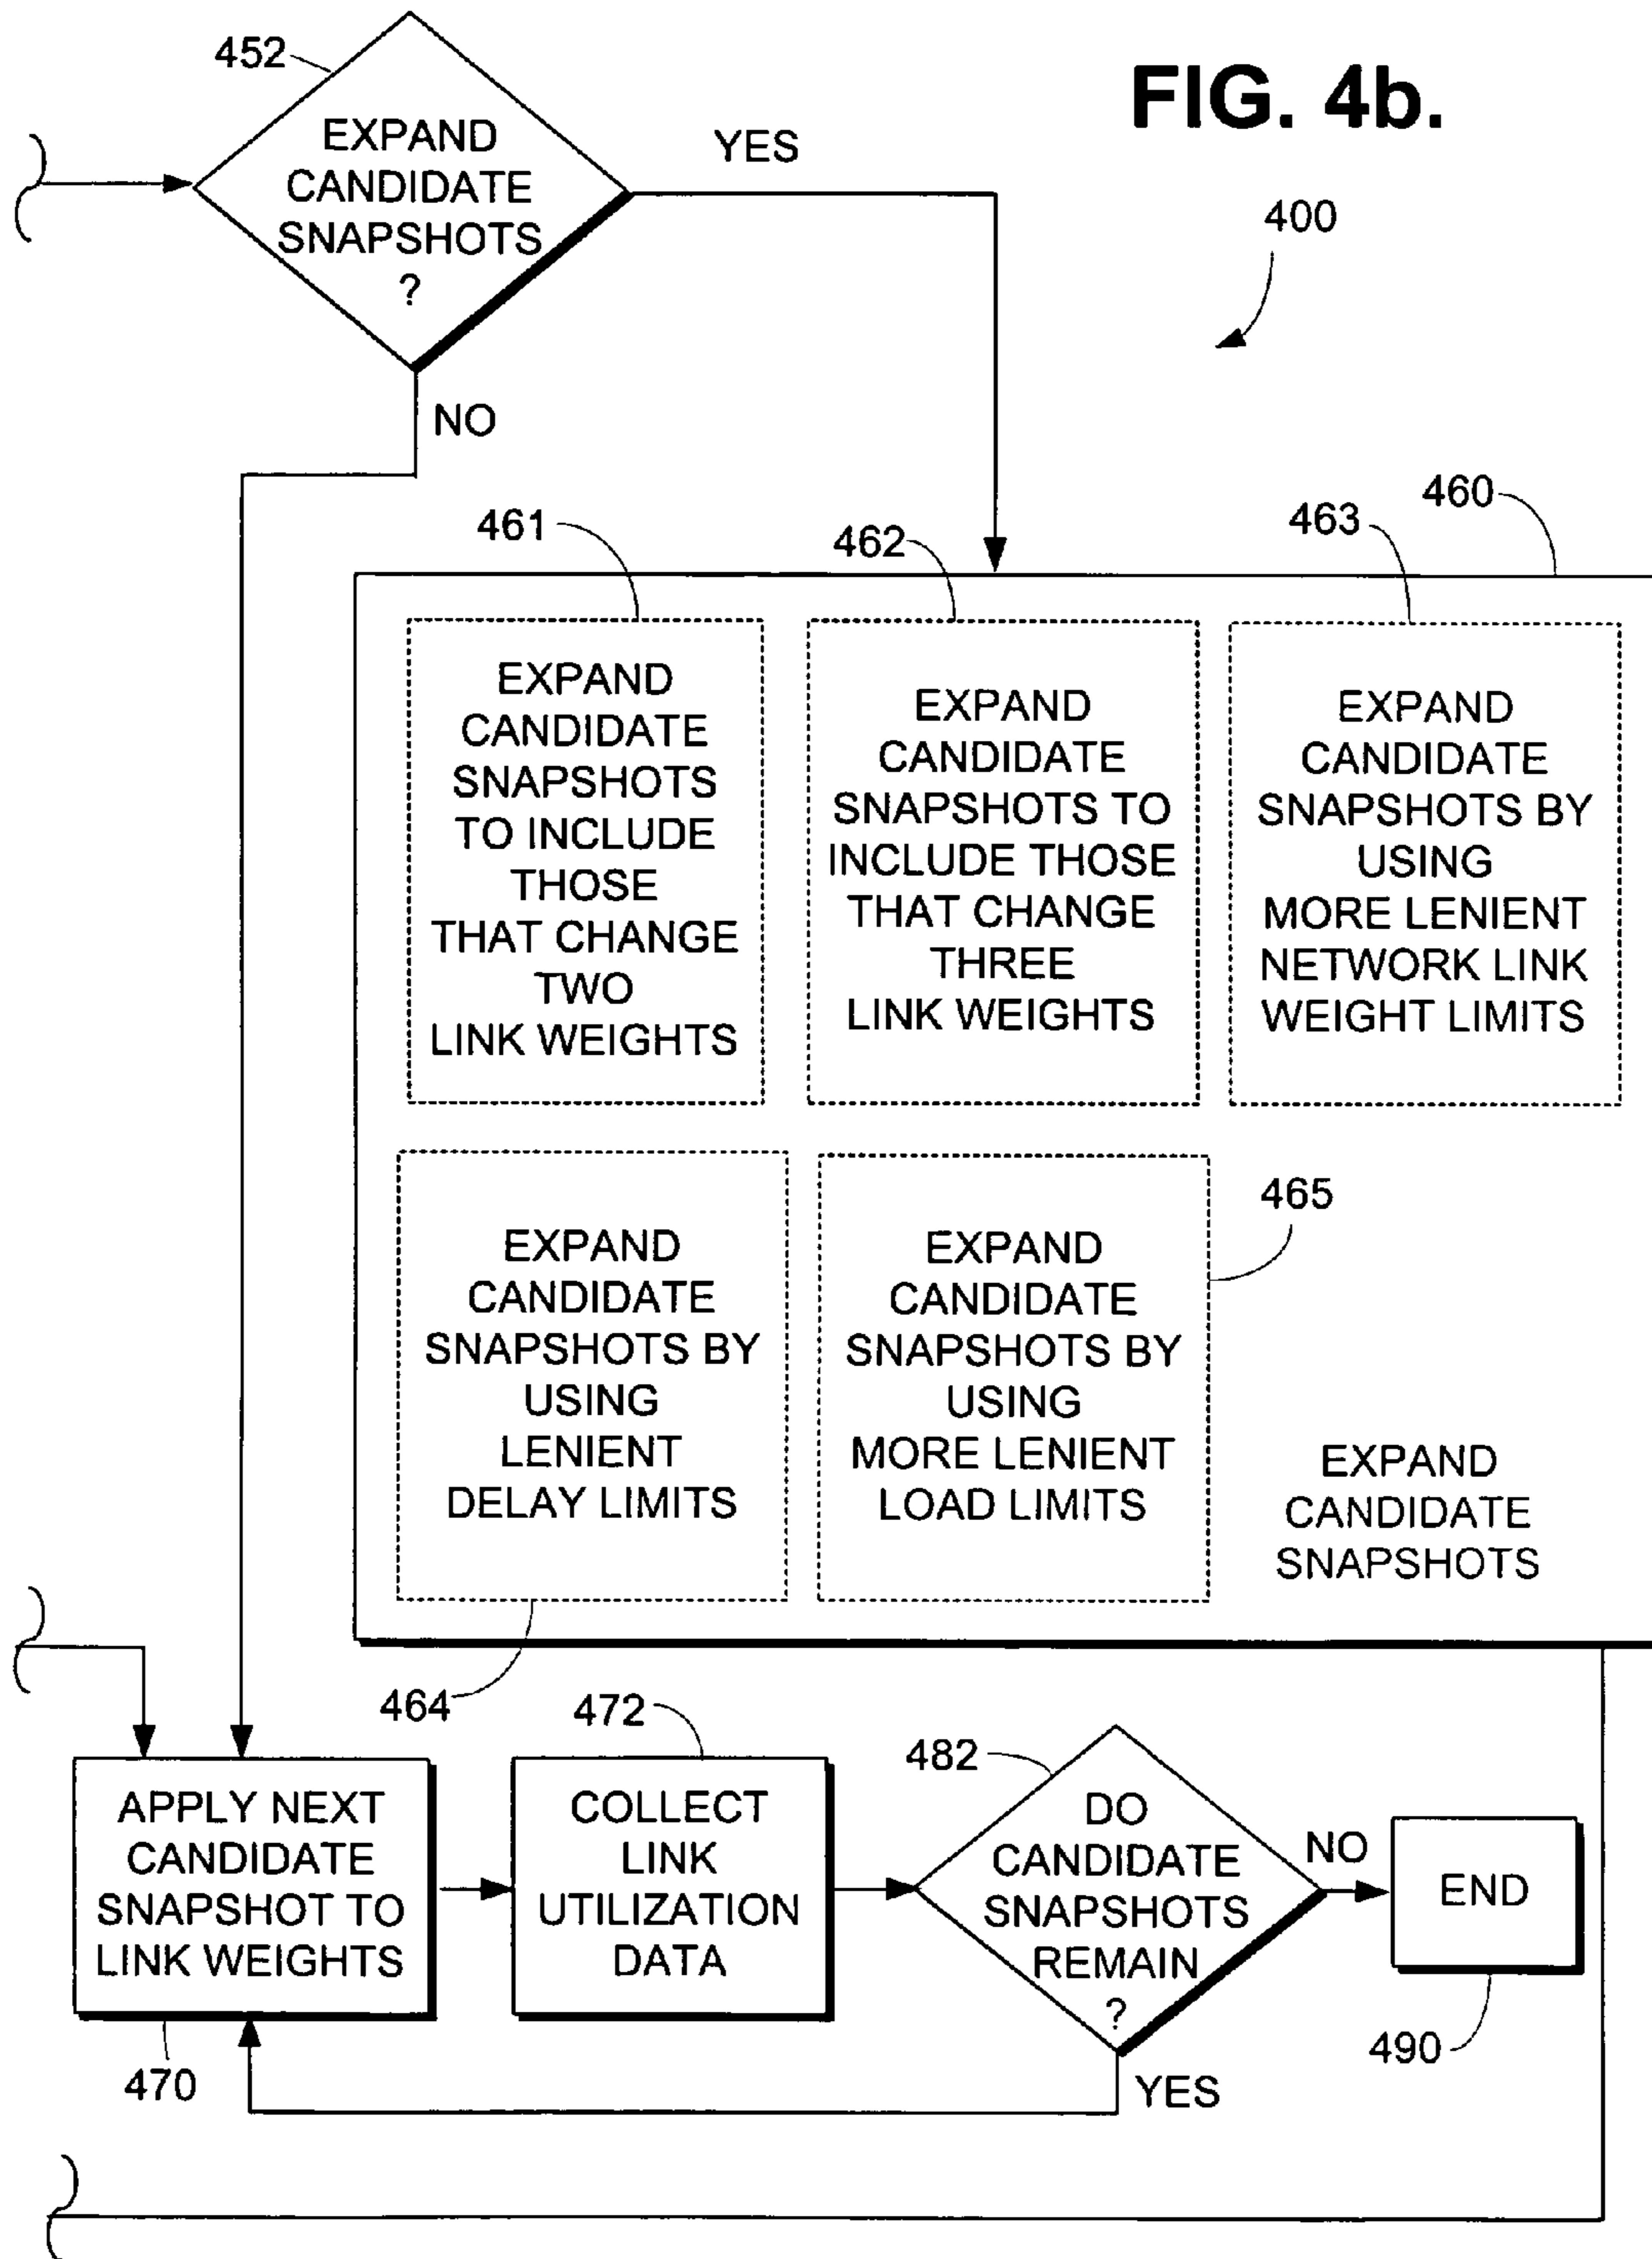 FIG. 4b.
452
EXPAND
CANDIDATE
SNAPSHOTS
?
YES
NO
400
460
461
462
463
EXPAND
CANDIDATE
SNAPSHOTS
TO INCLUDE
THOSE
THAT CHANGE
TWO
LINK WEIGHTS
EXPAND
CANDIDATE
SNAPSHOTS TO
INCLUDE THOSE
THAT CHANGE
THREE
LINK WEIGHTS
EXPAND
CANDIDATE
SNAPSHOTS BY
USING
MORE LENIENT
NETWORK LINK
WEIGHT LIMITS
EXPAND
CANDIDATE
SNAPSHOTS BY
USING
LENIENT
DELAY LIMITS
464
EXPAND
CANDIDATE
SNAPSHOTS BY
USING
MORE LENIENT
LOAD LIMITS
465
EXPAND
CANDIDATE
SNAPSHOTS
APPLY NEXT
CANDIDATE
SNAPSHOT TO
LINK WEIGHTS
470
472
COLLECT
LINK
UTILIZATION
DATA
482
DO
CANDIDATE
SNAPSHOTS
REMAIN
?
NO
YES
END
490